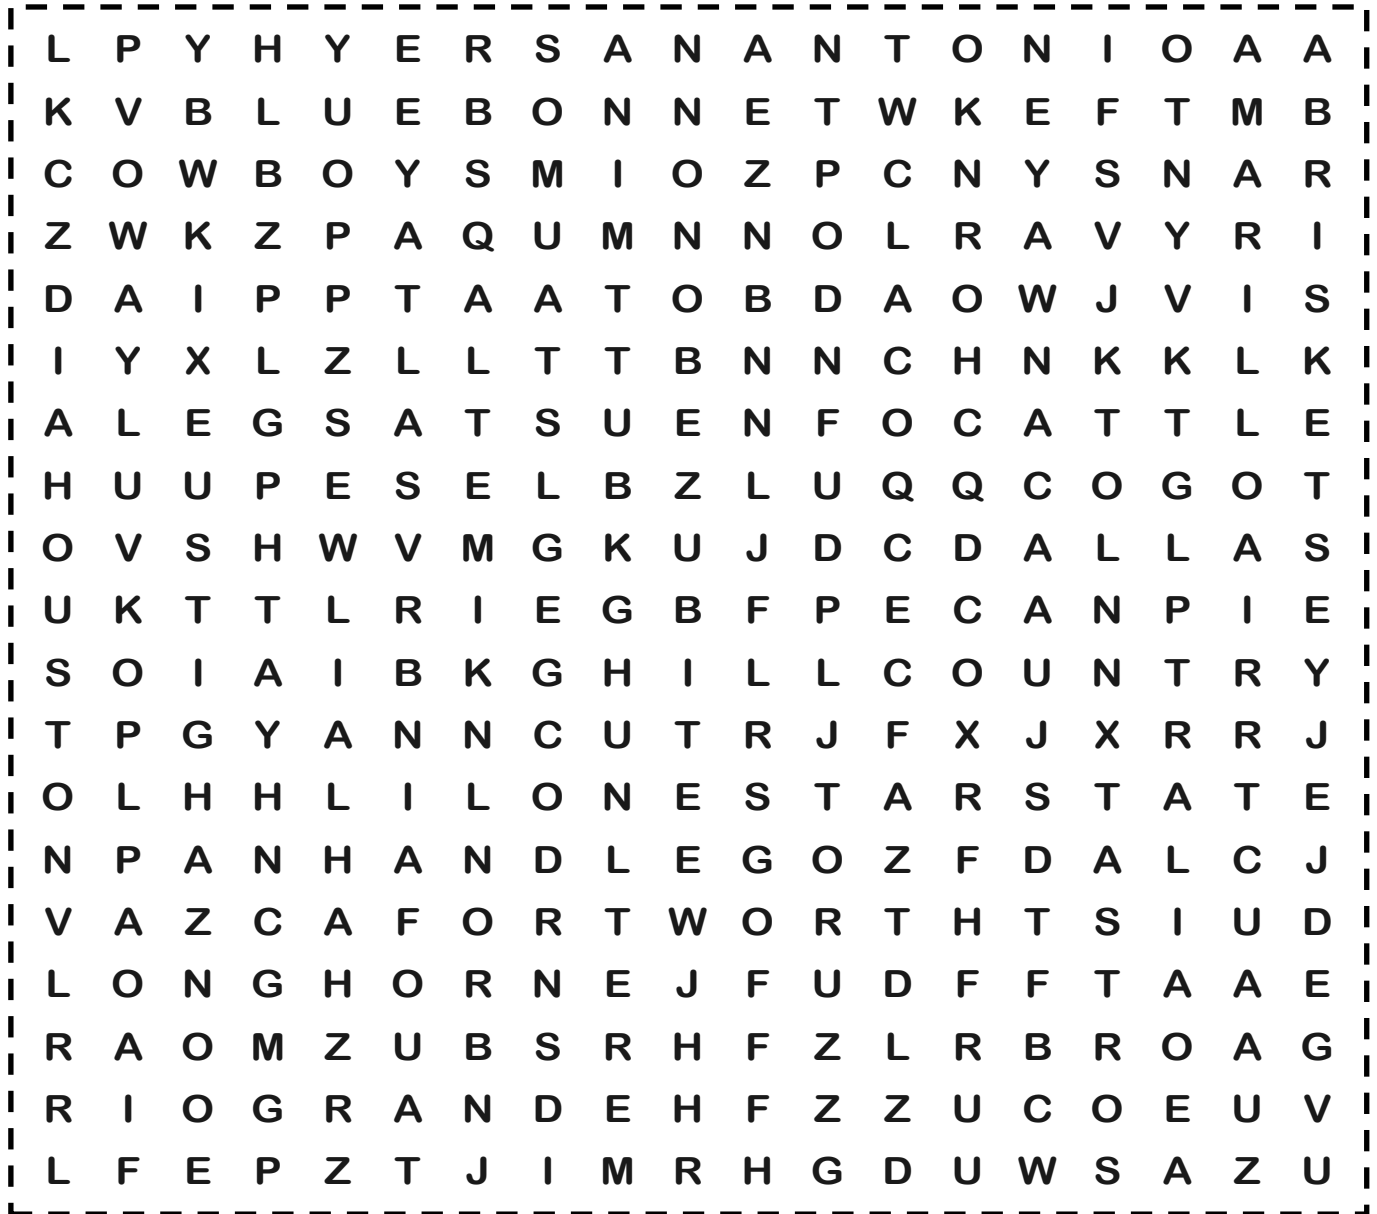 L P Y H Y E R S A N A N T O N I O A A
K V B L U E B O N N E T W K E F T M B
C O W B O Y S M I O Z P C N Y S N A R
Z W K Z P A Q U M N N O L R A V Y R I
D A I P P T A A T O B D A O W J V I S
I Y X L Z L L T T B N N C H N K K L K
A L E G S A T S U E N F O C A T T L E
H U U P E S E L B Z L U Q Q C O G O T
O V S H W V M G K U J D C D A L L A S
U K T T L R I E G B F P E C A N P I E
S O I A I B K G H I L L C O U N T R Y
T P G Y A N N C U T R J F X J X R R J
O L H H L I L O N E S T A R S T A T E
N P A N H A N D L E G O Z F D A L C J
V A Z C A F O R T W O R T H T S I U D
L O N G H O R N E J F U D F F T A A E
R A O M Z U B S R H F Z L R B R O A G
R I O G R A N D E H F Z Z U C O E U V
L F E P Z T J I M R H G D U W S A Z U